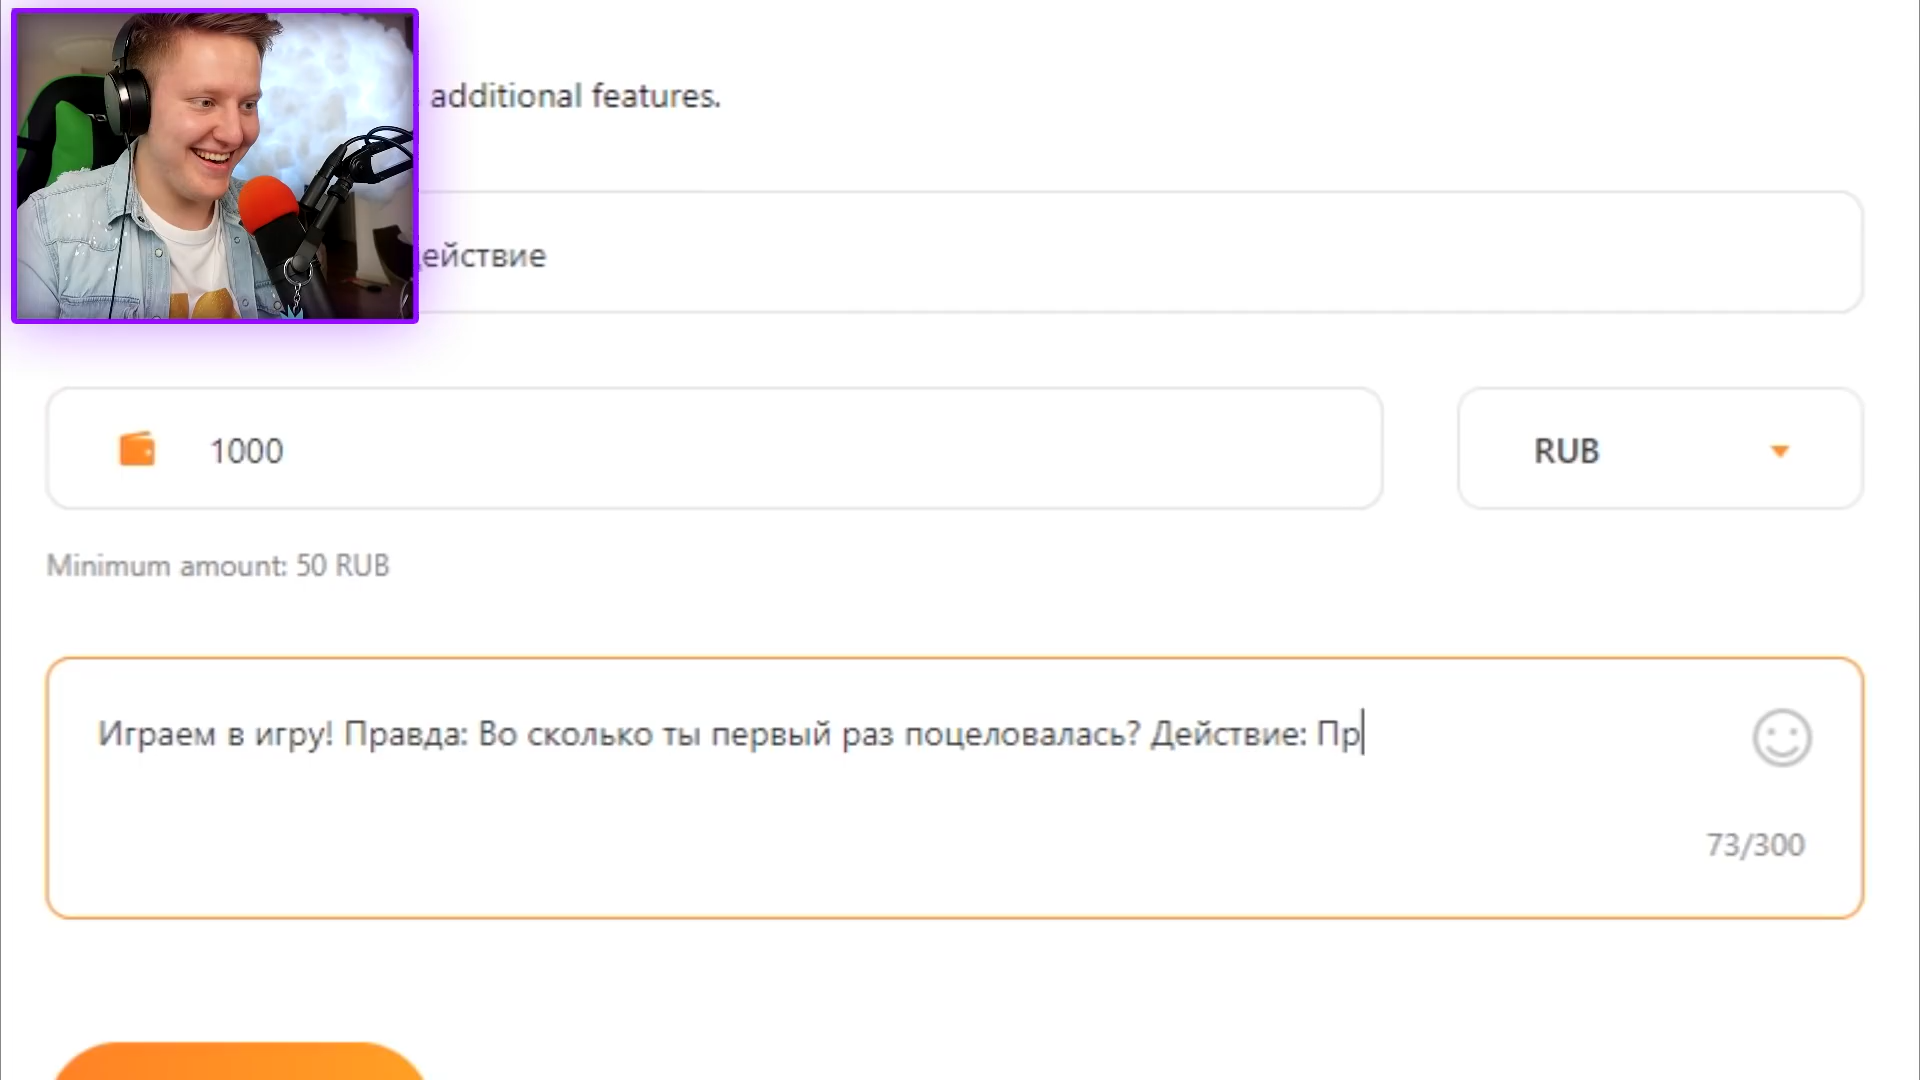 additional features.
ействие
1000
RUB
Minimum amount: 50 RUB
Играем в игру! Правда: Во сколько ты первый раз поцеловалась? Действие: Пр
73/300